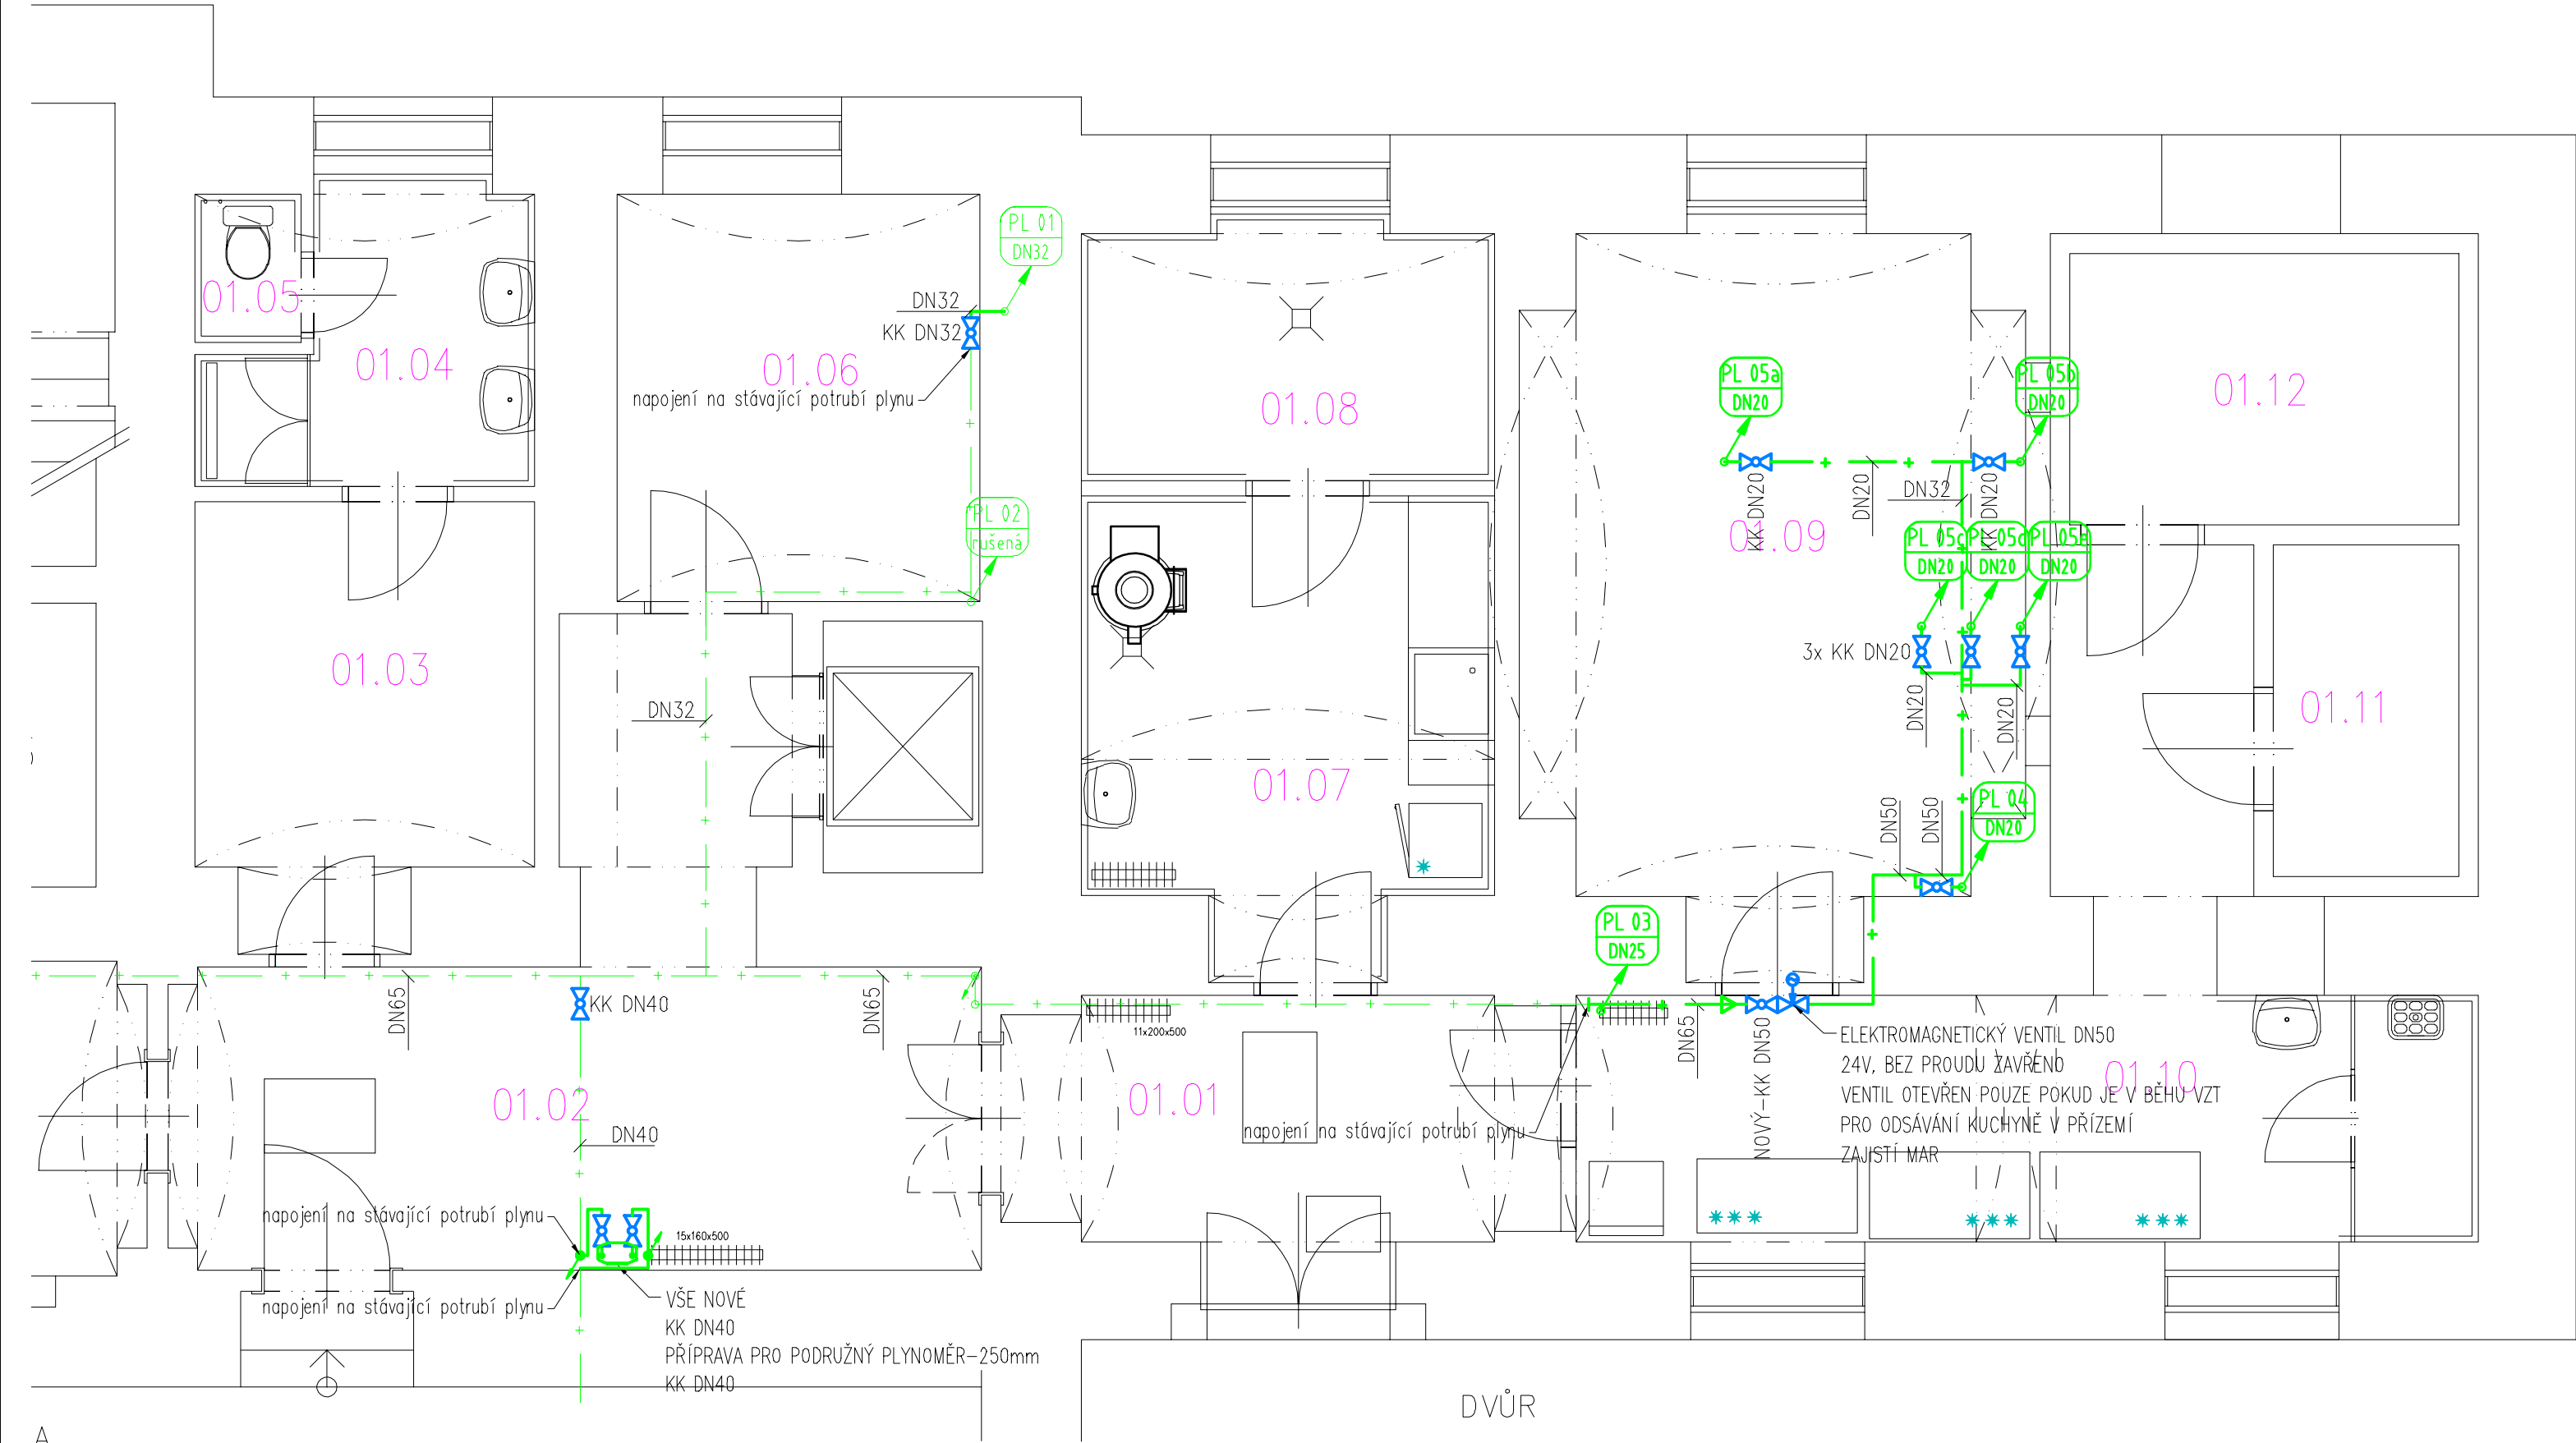 PL 01
DN32
DN32
KK DN32
napojení na stávající potrubí plynu
01.05
01.04
01.06
01.08
PL 05a
DN20
PL 05b
DN20
01.12
KK DN20
DN20
DN32
KK DN20
01.09
PL 02
rušená
PL 05c
DN20
PL 05d
DN20
PL 05e
DN20
3x KK DN20
DN20
DN20
01.03
DN32
01.07
01.11
DN50
DN50
PL 04
DN20
PL 03
DN25
DN65
KK DN40
DN65
11x200x500
DN65
NOVÝ-KK DN50
ELEKTROMAGNETICKÝ VENTIL DN50
24V, BEZ PROUDU ZAVŘENO
VENTIL OTEVŘEN POUZE POKUD JE V BĚHU VZT
PRO ODSÁVÁNÍ KUCHYNĚ V PŘÍZEMÍ
ZAJISTÍ MAR
01.10
01.02
01.01
DN40
napojení na stávající potrubí plynu
napojení na stávající potrubí plynu
15x160x500
napojení na stávající potrubí plynu
VŠE NOVÉ
KK DN40
PŘÍPRAVA PRO PODRUŽNÝ PLYNOMĚR-250mm
KK DN40
DVŮR
A